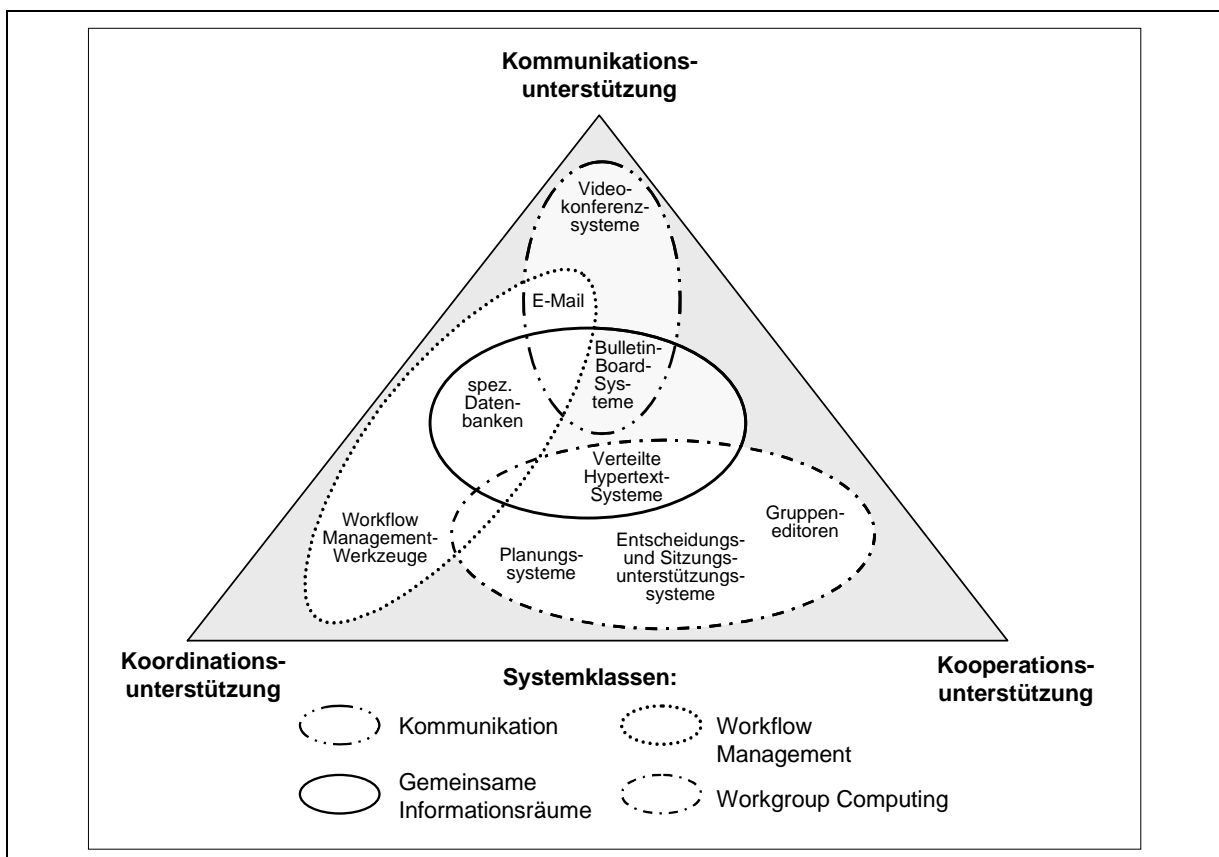 Kommunikations-
unterstützung
Video-
konferenz-
systeme
E-Mail
Bulletin-
Board-
Sys-
teme
spez.
Daten-
banken
Verteilte
Hypertext-
Systeme
Gruppen-
editoren
Workflow
Management-
Werkzeuge
Planungs-
systeme
Entscheidungs-
und Sitzungs-
unterstützungs-
systeme
Koordinations-
unterstützung
Kooperations-
unterstützung
Systemklassen:
Kommunikation
Workflow
Management
Gemeinsame
Informationsräume
Workgroup Computing